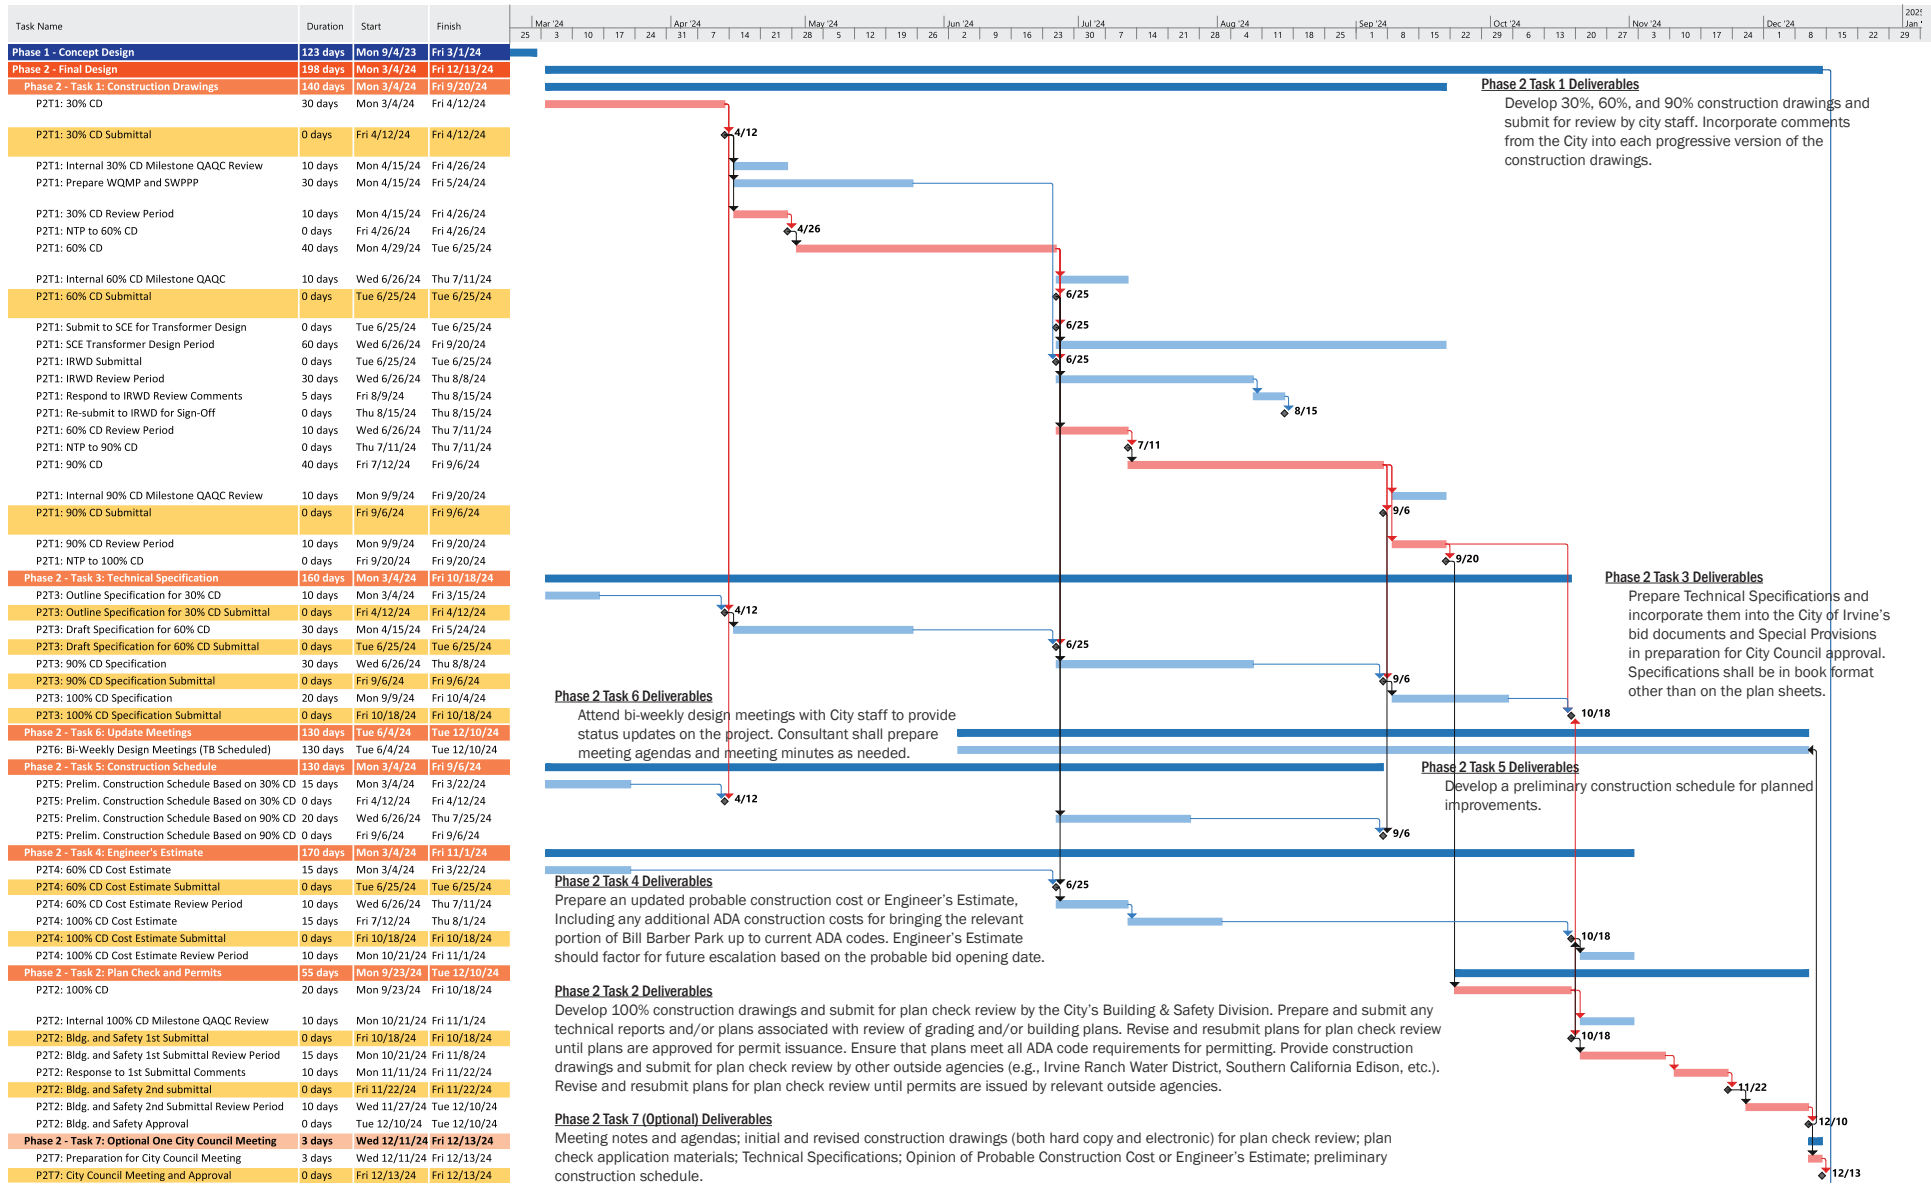 Task Name Duration Start Finish
Mar '24 Apr '24 May '24 Jun '24 Jul '24 Aug '24 Sep '24 Oct '24 Nov '24 Dec '24
25 3 10 17 24 31 7 14 21 28 5 12 19 26 2 9 16 23 30 7 14 21 28 4 11 18 25 1 8 15 22 29 6 13 20 27 3 10 17 24 1 8 15 22 29
Phase 1 - Concept Design 123 days Mon 9/4/23 Fri 3/1/24
Phase 2 - Final Design 198 days Mon 3/4/24 Fri 12/13/24
Phase 2 - Task 1: Construction Drawings 140 days Mon 3/4/24 Fri 9/20/24
P2T1: 30% CD 30 days Mon 3/4/24 Fri 4/12/24
P2T1: 30% CD Submittal 0 days Fri 4/12/24 Fri 4/12/24 4/12
P2T1: Internal 30% CD Milestone QAQC Review 10 days Mon 4/15/24 Fri 4/26/24
P2T1: Prepare WQMP and SWPPP 30 days Mon 4/15/24 Fri 5/24/24
P2T1: 30% CD Review Period 10 days Mon 4/15/24 Fri 4/26/24
P2T1: NTP to 60% CD 0 days Fri 4/26/24 Fri 4/26/24 4/26
P2T1: 60% CD 40 days Mon 4/29/24 Tue 6/25/24
P2T1: Internal 60% CD Milestone QAQC 10 days Wed 6/26/24 Thu 7/11/24
P2T1: 60% CD Submittal 0 days Tue 6/25/24 Tue 6/25/24 6/25
P2T1: Submit to SCE for Transformer Design 0 days Tue 6/25/24 Tue 6/25/24 6/25
P2T1: SCE Transformer Design Period 60 days Wed 6/26/24 Fri 9/20/24
P2T1: IRWD Submittal 0 days Tue 6/25/24 Tue 6/25/24 6/25
P2T1: IRWD Review Period 30 days Wed 6/26/24 Thu 8/8/24
P2T1: Respond to IRWD Review Comments 5 days Fri 8/9/24 Thu 8/15/24
P2T1: Re-submit to IRWD for Sign-Off 0 days Thu 8/15/24 Thu 8/15/24 8/15
P2T1: 60% CD Review Period 10 days Wed 6/26/24 Thu 7/11/24
P2T1: NTP to 90% CD 0 days Thu 7/11/24 Thu 7/11/24 7/11
P2T1: 90% CD 40 days Fri 7/12/24 Fri 9/6/24
P2T1: Internal 90% CD Milestone QAQC Review 10 days Mon 9/9/24 Fri 9/20/24
P2T1: 90% CD Submittal 0 days Fri 9/6/24 Fri 9/6/24 9/6
P2T1: 90% CD Review Period 10 days Mon 9/9/24 Fri 9/20/24
P2T1: NTP to 100% CD 0 days Fri 9/20/24 Fri 9/20/24 9/20
Phase 2 - Task 3: Technical Specification 160 days Mon 3/4/24 Fri 10/18/24
P2T3: Outline Specification for 30% CD 10 days Mon 3/4/24 Fri 3/15/24
P2T3: Outline Specification for 30% CD Submittal 0 days Fri 4/12/24 Fri 4/12/24 4/12
P2T3: Draft Specification for 60% CD 30 days Mon 4/15/24 Fri 5/24/24
P2T3: Draft Specification for 60% CD Submittal 0 days Tue 6/25/24 Tue 6/25/24 6/25
P2T3: 90% CD Specification 30 days Wed 6/26/24 Thu 8/8/24
P2T3: 90% CD Specification Submittal 0 days Fri 9/6/24 Fri 9/6/24 9/6
P2T3: 100% CD Specification 20 days Mon 9/9/24 Fri 10/4/24
P2T3: 100% CD Specification Submittal 0 days Fri 10/18/24 Fri 10/18/24 10/18
Phase 2 - Task 6: Update Meetings 130 days Tue 6/4/24 Tue 12/10/24
P2T6: Bi-Weekly Design Meetings (TB Scheduled) 130 days Tue 6/4/24 Tue 12/10/24
Phase 2 - Task 5: Construction Schedule 130 days Mon 3/4/24 Fri 9/6/24
P2T5: Prelim. Construction Schedule Based on 30% CD 15 days Mon 3/4/24 Fri 3/22/24
P2T5: Prelim. Construction Schedule Based on 30% CD 0 days Fri 4/12/24 Fri 4/12/24 4/12
P2T5: Prelim. Construction Schedule Based on 90% CD 20 days Wed 6/26/24 Thu 7/25/24
P2T5: Prelim. Construction Schedule Based on 90% CD 0 days Fri 9/6/24 Fri 9/6/24 9/6
Phase 2 - Task 4: Engineer's Estimate 170 days Mon 3/4/24 Fri 11/1/24
P2T4: 60% CD Cost Estimate 15 days Mon 3/4/24 Fri 3/22/24
P2T4: 60% CD Cost Estimate Submittal 0 days Tue 6/25/24 Tue 6/25/24 6/25
P2T4: 60% CD Cost Estimate Review Period 10 days Wed 6/26/24 Thu 7/11/24
P2T4: 100% CD Cost Estimate 15 days Fri 7/12/24 Thu 8/1/24
P2T4: 100% CD Cost Estimate Submittal 0 days Fri 10/18/24 Fri 10/18/24 10/18
P2T4: 100% CD Cost Estimate Review Period 10 days Mon 10/21/24 Fri 11/1/24
Phase 2 - Task 2: Plan Check and Permits 55 days Mon 9/23/24 Tue 12/10/24
P2T2: 100% CD 20 days Mon 9/23/24 Fri 10/18/24
P2T2: Internal 100% CD Milestone QAQC Review 10 days Mon 10/21/24 Fri 11/1/24
P2T2: Bldg. and Safety 1st Submittal 0 days Fri 10/18/24 Fri 10/18/24 10/18
P2T2: Bldg. and Safety 1st Submittal Review Period 15 days Mon 10/21/24 Fri 11/8/24
P2T2: Response to 1st Submittal Comments 10 days Mon 11/11/24 Fri 11/22/24
P2T2: Bldg. and Safety 2nd submittal 0 days Fri 11/22/24 Fri 11/22/24 11/22
P2T2: Bldg. and Safety 2nd Submittal Review Period 10 days Wed 11/27/24 Tue 12/10/24
P2T2: Bldg. and Safety Approval 0 days Tue 12/10/24 Tue 12/10/24 12/10
Phase 2 - Task 7: Optional One City Council Meeting 3 days Wed 12/11/24 Fri 12/13/24
P2T7: Preparation for City Council Meeting 3 days Wed 12/11/24 Fri 12/13/24
P2T7: City Council Meeting and Approval 0 days Fri 12/13/24 Fri 12/13/24 12/13
Phase 2 Task 1 Deliverables
Develop 30%, 60%, and 90% construction drawings and
submit for review by city staff. Incorporate comments
from the City into each progressive version of the
construction drawings.
Phase 2 Task 3 Deliverables
Prepare Technical Specifications and
incorporate them into the City of Irvine's
bid documents and Special Provisions
in preparation for City Council approval.
Specifications shall be in book format
other than on the plan sheets.
Phase 2 Task 6 Deliverables
Attend bi-weekly design meetings with City staff to provide
status updates on the project. Consultant shall prepare
meeting agendas and meeting minutes as needed.
Phase 2 Task 5 Deliverables
Develop a preliminary construction schedule for planned
improvements.
Phase 2 Task 4 Deliverables
Prepare an updated probable construction cost or Engineer's Estimate,
Including any additional ADA construction costs for bringing the relevant
portion of Bill Barber Park up to current ADA codes. Engineer's Estimate
should factor for future escalation based on the probable bid opening date.
Phase 2 Task 2 Deliverables
Develop 100% construction drawings and submit for plan check review by the City's Building & Safety Division. Prepare and submit any
technical reports and/or plans associated with review of grading and/or building plans. Revise and resubmit plans for plan check review
until plans are approved for permit issuance. Ensure that plans meet all ADA code requirements for permitting. Provide construction
drawings and submit for plan check review by other outside agencies (e.g., Irvine Ranch Water District, Southern California Edison, etc.).
Revise and resubmit plans for plan check review until permits are issued by relevant outside agencies.
Phase 2 Task 7 (Optional) Deliverables
Meeting notes and agendas; initial and revised construction drawings (both hard copy and electronic) for plan check review; plan
check application materials; Technical Specifications; Opinion of Probable Construction Cost or Engineer's Estimate; preliminary
construction schedule.